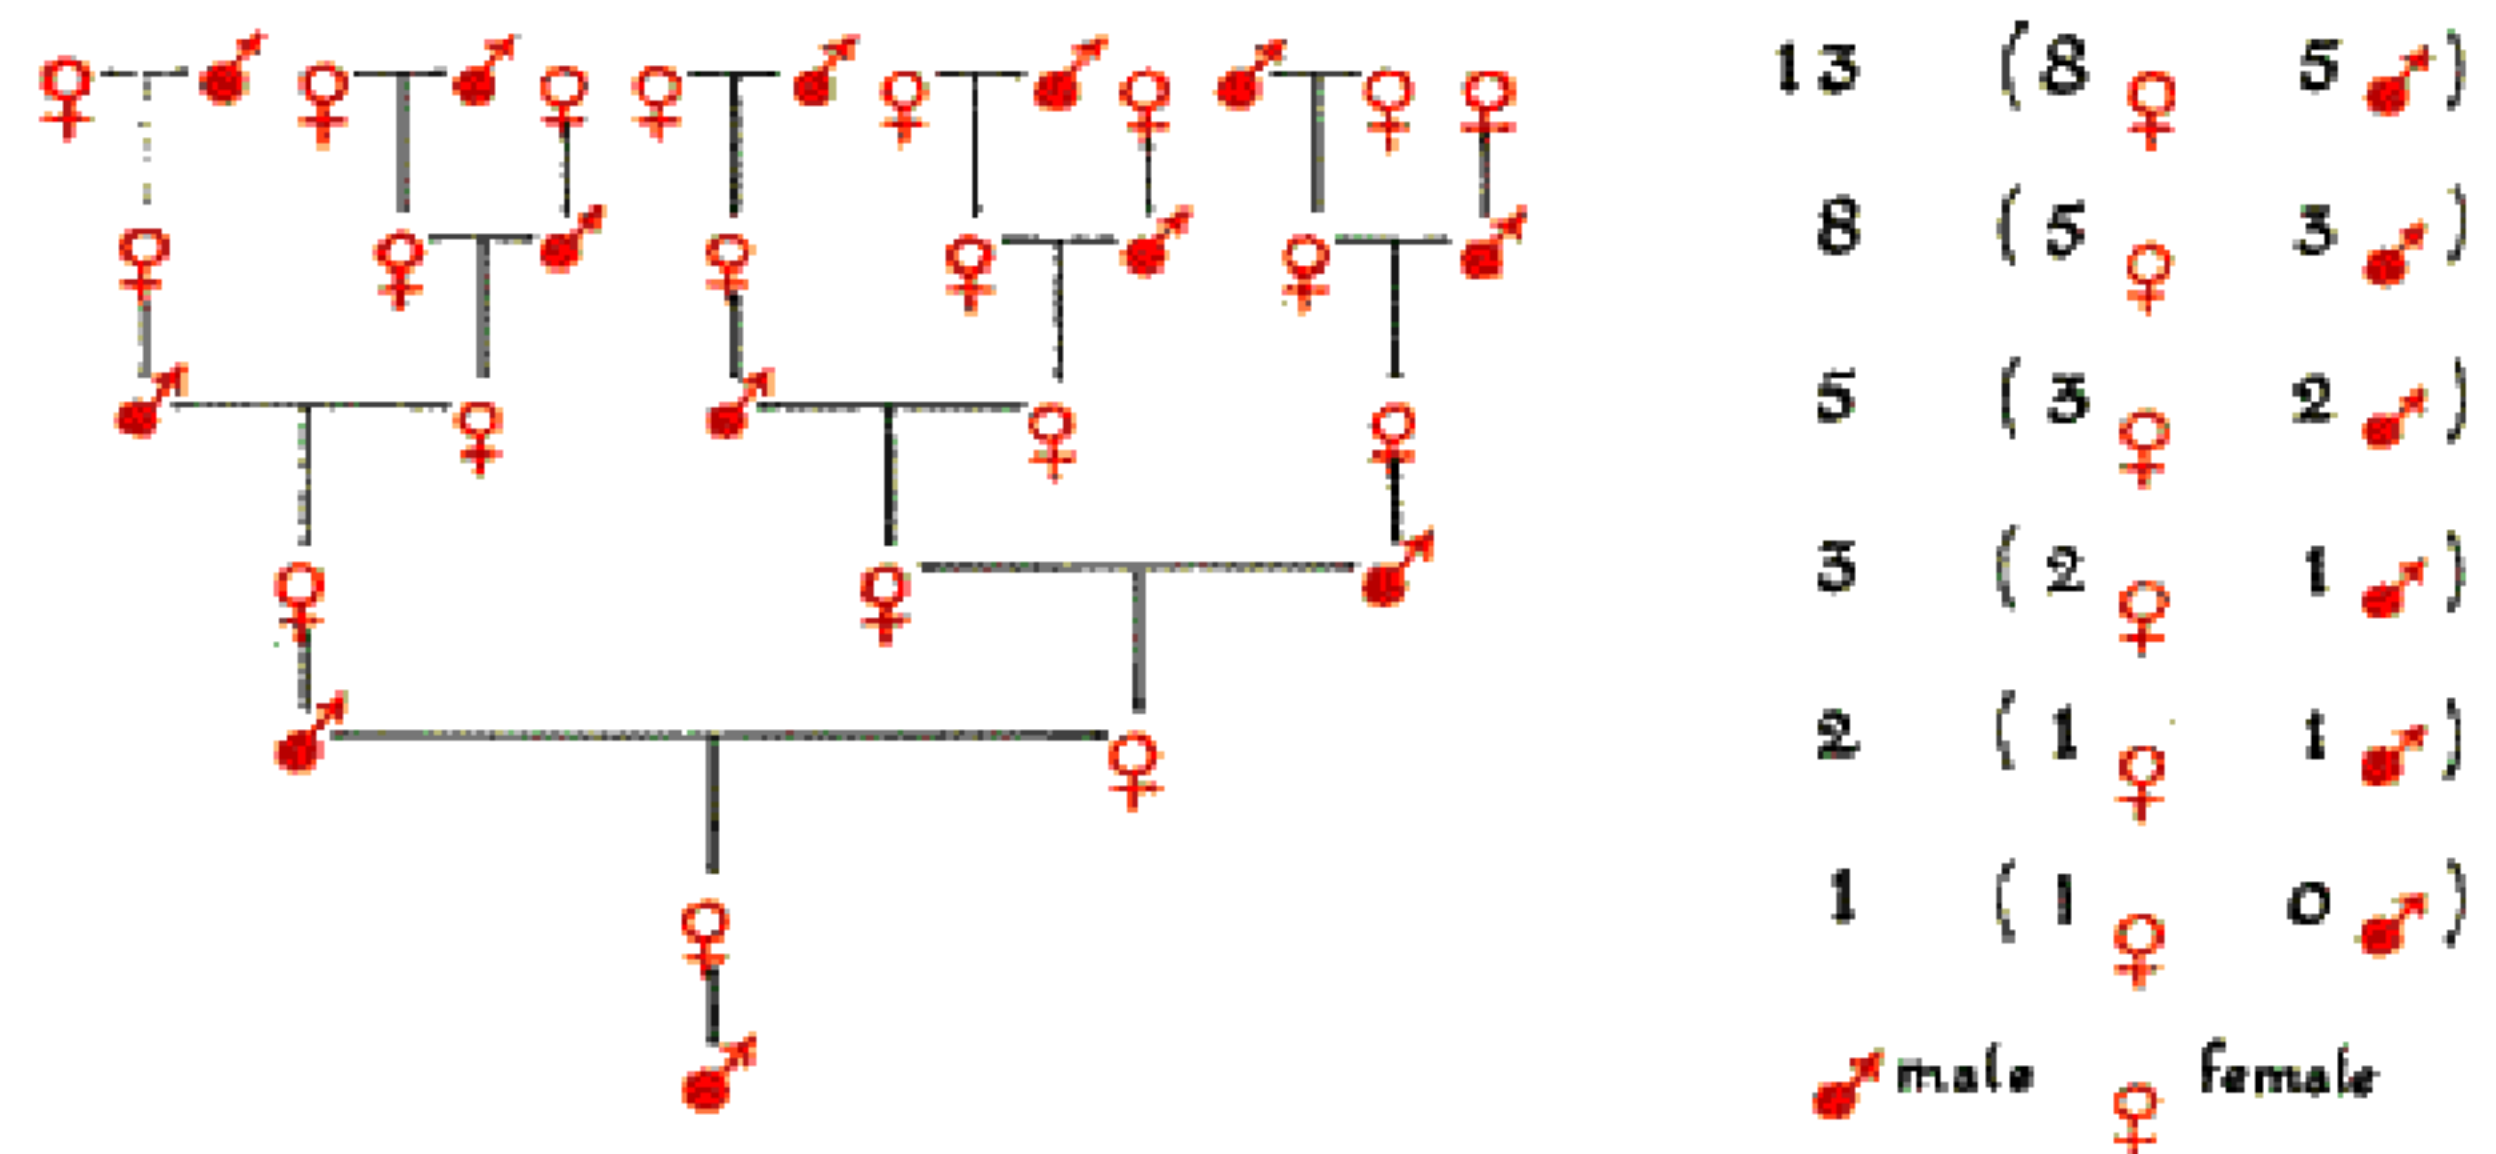 13 (8 ♀ 5 ♂)
8 (5 ♀ 3 ♂)
5 (3 ♀ 2 ♂)
3 (2 ♀ 1 ♂)
2 (1 ♀ 1 ♂)
1 (1 ♀ 0 ♂)
♂ male ♀ female